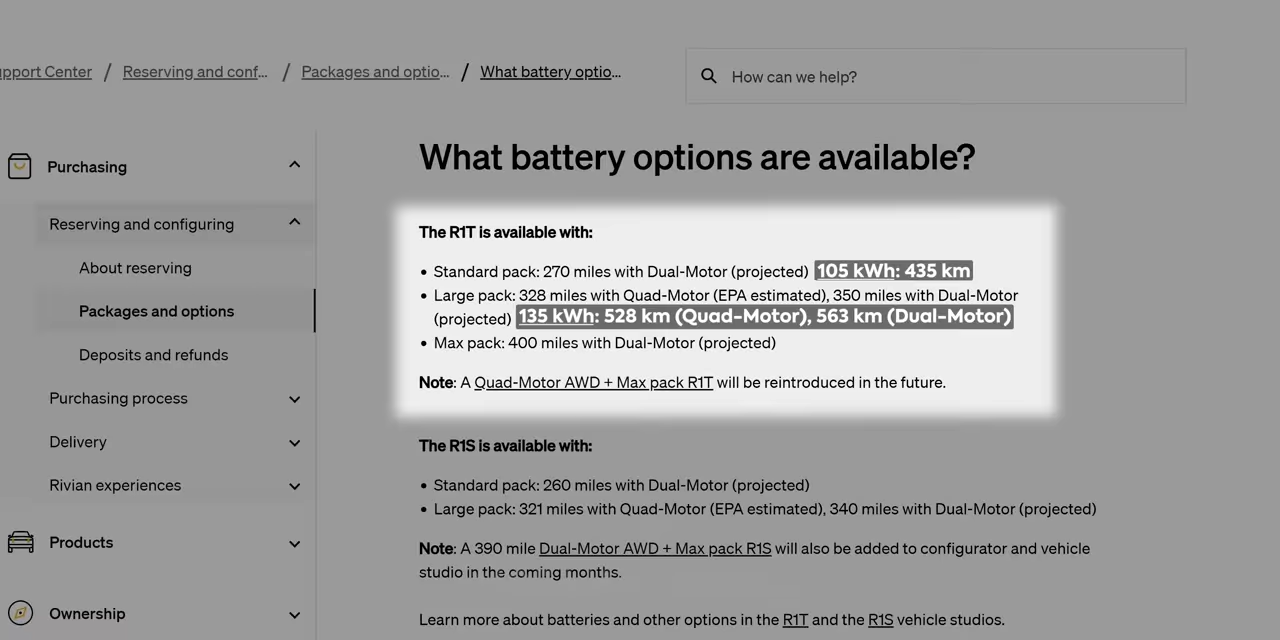 pport Center / Reserving and conf... / Packages and optio... / What battery optio...
How can we help?
Purchasing
Reserving and configuring
About reserving
Packages and options
Deposits and refunds
Purchasing process
Delivery
Rivian experiences
Products
Ownership
What battery options are available?
The R1T is available with:
• Standard pack: 270 miles with Dual-Motor (projected) 105 kWh: 435 km
• Large pack: 328 miles with Quad-Motor (EPA estimated), 350 miles with Dual-Motor
(projected) 135 kWh: 528 km (Quad-Motor), 563 km (Dual-Motor)
• Max pack: 400 miles with Dual-Motor (projected)
Note: A Quad-Motor AWD + Max pack R1T will be reintroduced in the future.
The R1S is available with:
• Standard pack: 260 miles with Dual-Motor (projected)
• Large pack: 321 miles with Quad-Motor (EPA estimated), 340 miles with Dual-Motor (projected)
Note: A 390 mile Dual-Motor AWD + Max pack R1S will also be added to configurator and vehicle
studio in the coming months.
Learn more about batteries and other options in the R1T and the R1S vehicle studios.